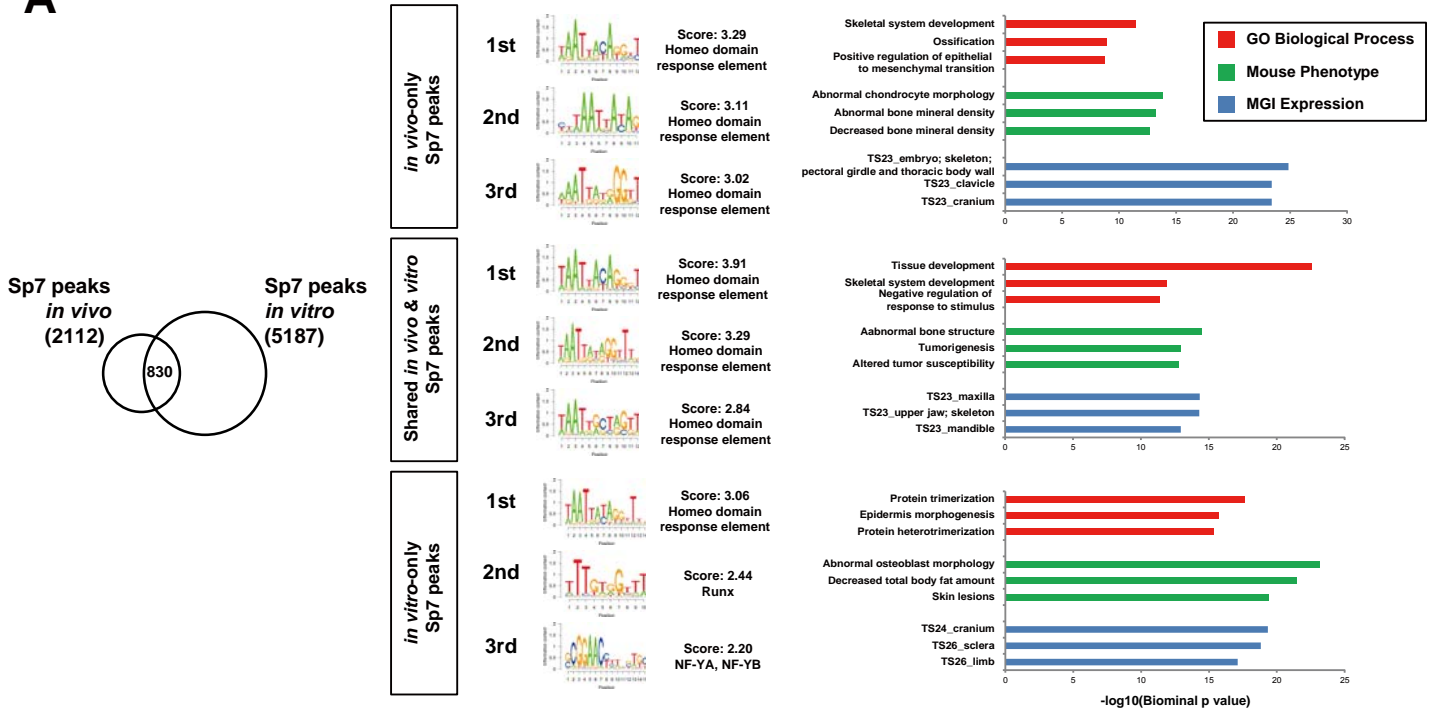 A
Sp7 peaks
in vivo
(2112)
Sp7 peaks
in vitro
(5187)
830
in vivo-only
Sp7 peaks
1st
Score: 3.29
Homeo domain
response element
2nd
Score: 3.11
Homeo domain
response element
3rd
Score: 3.02
Homeo domain
response element
Skeletal system development
Ossification
Positive regulation of epithelial
to mesenchymal transition
Abnormal chondrocyte morphology
Abnormal bone mineral density
Decreased bone mineral density
TS23_embryo; skeleton;
pectoral girdle and thoracic body wall
TS23_clavicle
TS23_cranium
0 5 10 15 20 25 30
GO Biological Process
Mouse Phenotype
MGI Expression
Shared in vivo & vitro
Sp7 peaks
1st
Score: 3.91
Homeo domain
response element
2nd
Score: 3.29
Homeo domain
response element
3rd
Score: 2.84
Homeo domain
response element
Tissue development
Skeletal system development
Negative regulation of
response to stimulus
Aabnormal bone structure
Tumorigenesis
Altered tumor susceptibility
TS23_maxilla
TS23_upper jaw; skeleton
TS23_mandible
0 5 10 15 20 25
in vitro-only
Sp7 peaks
1st
Score: 3.06
Homeo domain
response element
2nd
Score: 2.44
Runx
3rd
Score: 2.20
NF-YA, NF-YB
Protein trimerization
Epidermis morphogenesis
Protein heterotrimerization
Abnormal osteoblast morphology
Decreased total body fat amount
Skin lesions
TS24_cranium
TS26_sclera
TS26_limb
0 5 10 15 20 25
-log10(Biominal p value)